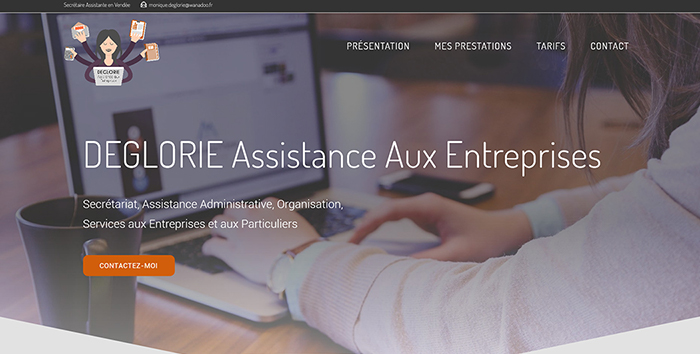 Secrétaire Assistante en Vendée
monique.deglorie@wanadoo.fr
PRÉSENTATION
MES PRESTATIONS
TARIFS
CONTACT
DEGLORIE
DEGLORIE Assistance Aux Entreprises
Secrétariat, Assistance Administrative, Organisation,
Services aux Entreprises et aux Particuliers
CONTACTEZ-MOI